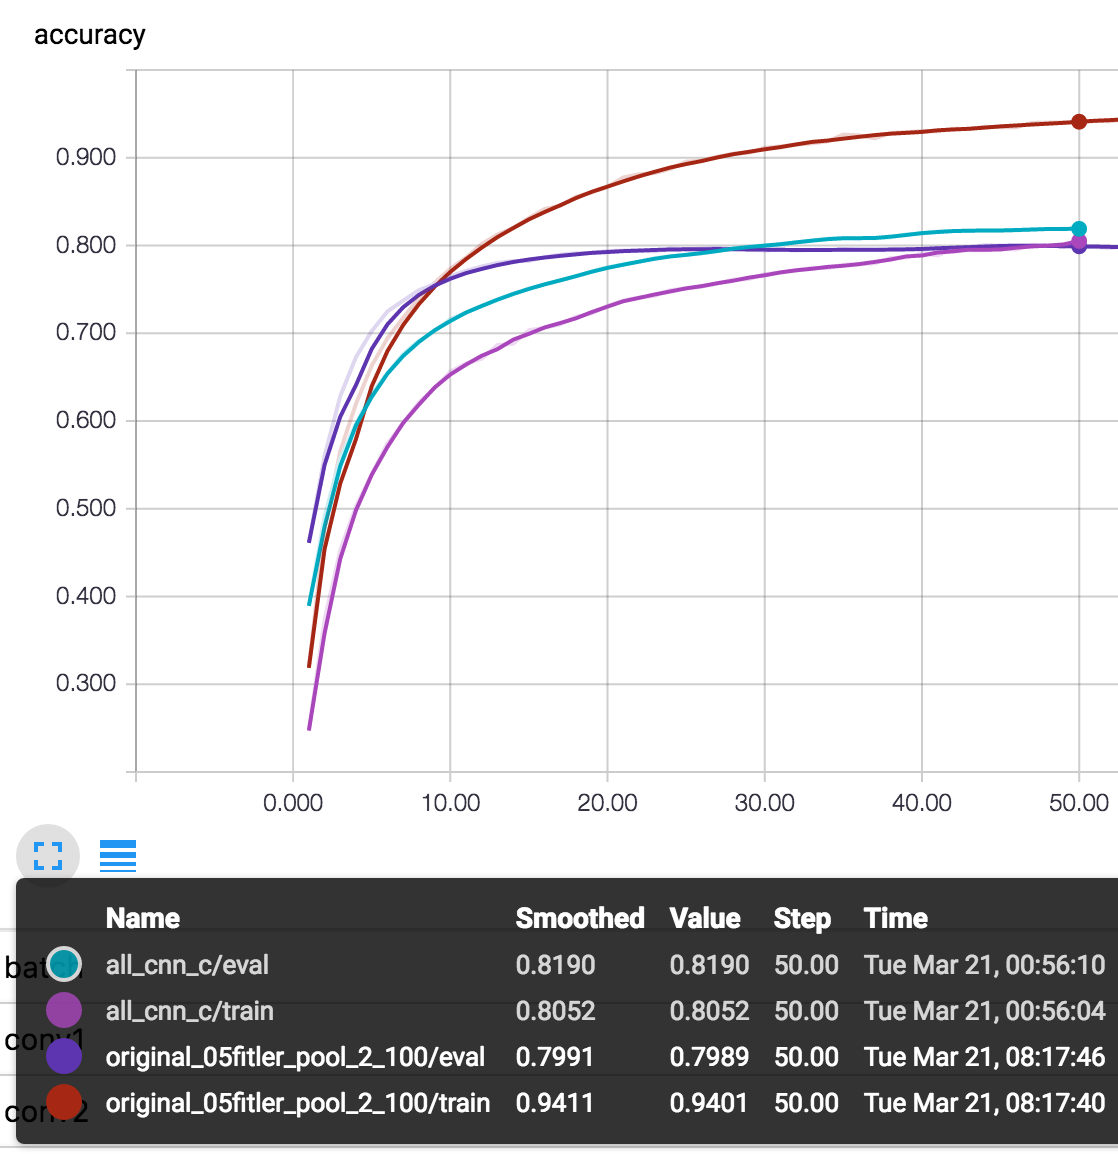 accuracy
0.900
0.800
0.700
0.600
0.500
0.400
0.300
0.000 10.00 20.00 30.00 40.00 50.00
Name Smoothed Value Step Time
all_cnn_c/eval 0.8190 0.8190 50.00 Tue Mar 21, 00:56:10
all_cnn_c/train 0.8052 0.8052 50.00 Tue Mar 21, 00:56:04
conv1
original_05fitler_pool_2_100/eval 0.7991 0.7989 50.00 Tue Mar 21, 08:17:46
original_05fitler_pool_2_100/train 0.9411 0.9401 50.00 Tue Mar 21, 08:17:40